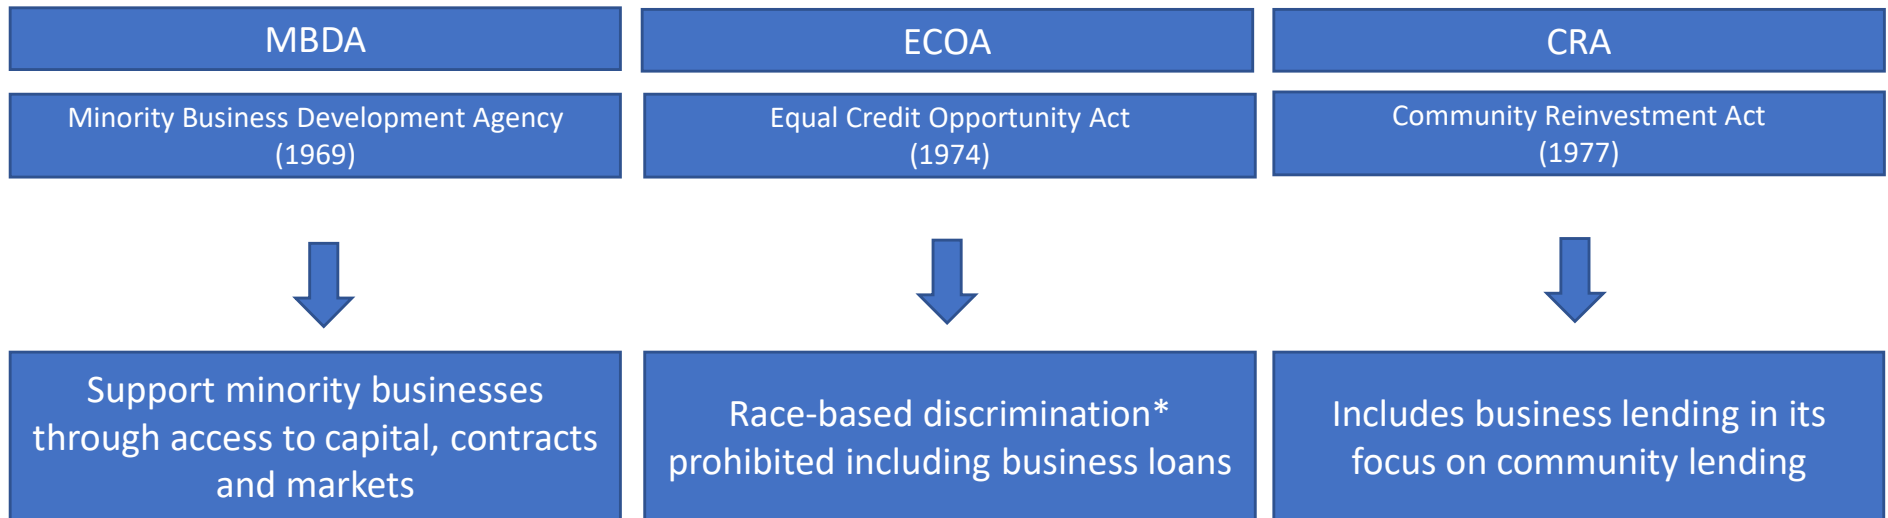 MBDA
ECOA
CRA
Minority Business Development Agency
(1969)
Equal Credit Opportunity Act
(1974)
Community Reinvestment Act
(1977)
Support minority businesses
through access to capital, contracts
and markets
Race-based discrimination*
prohibited including business loans
Includes business lending in its
focus on community lending